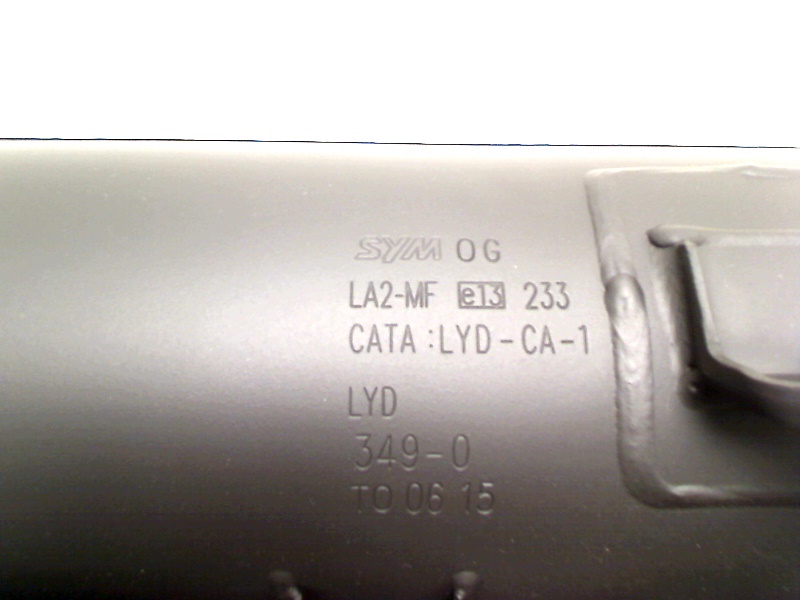 SYM OG
LA2-MF e13 233
CATA:LYD-CA-1
LYD
349-0
TO 06 15